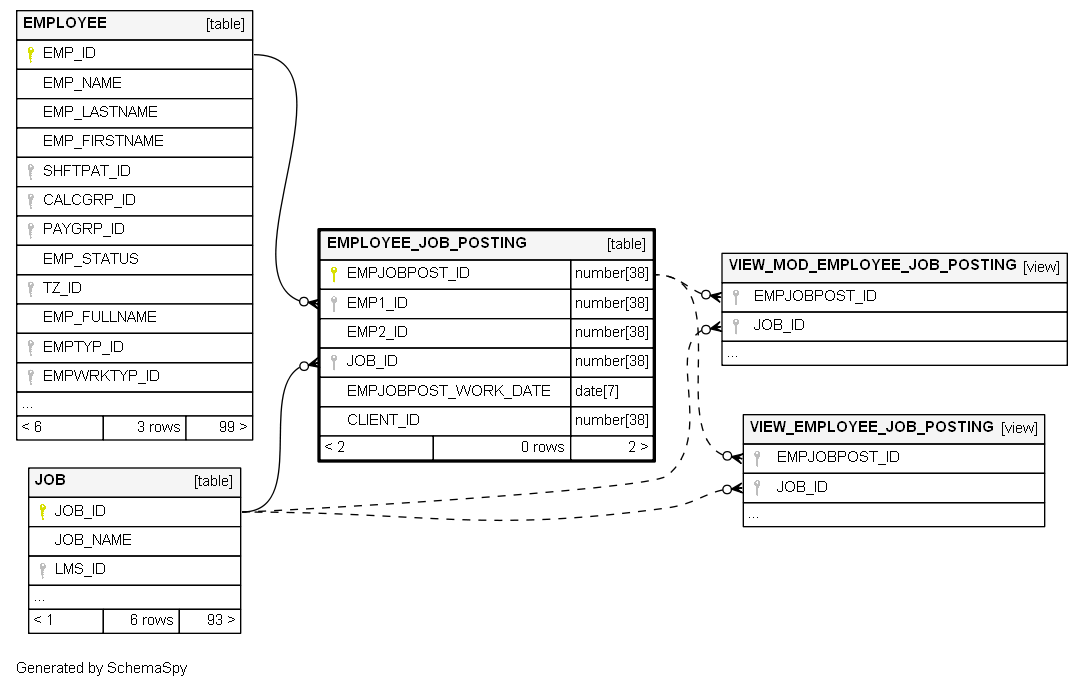 EMPLOYEE [table]
EMP_ID
EMP_NAME
EMP_LASTNAME
EMP_FIRSTNAME
SHFTPAT_ID
CALCGRP_ID
PAYGRP_ID
EMP_STATUS
TZ_ID
EMP_FULLNAME
EMPTYP_ID
EMPWRKTYP_ID
...
< 6 3 rows 99 >
JOB [table]
JOB_ID
JOB_NAME
LMS_ID
...
< 1 6 rows 93 >
EMPLOYEE_JOB_POSTING [table]
EMPJOBPOST_ID number[38]
EMP1_ID number[38]
EMP2_ID number[38]
JOB_ID number[38]
EMPJOBPOST_WORK_DATE date[7]
CLIENT_ID number[38]
< 2 0 rows 2 >
VIEW_MOD_EMPLOYEE_JOB_POSTING [view]
EMPJOBPOST_ID
JOB_ID
...
VIEW_EMPLOYEE_JOB_POSTING [view]
EMPJOBPOST_ID
JOB_ID
...
Generated by SchemaSpy